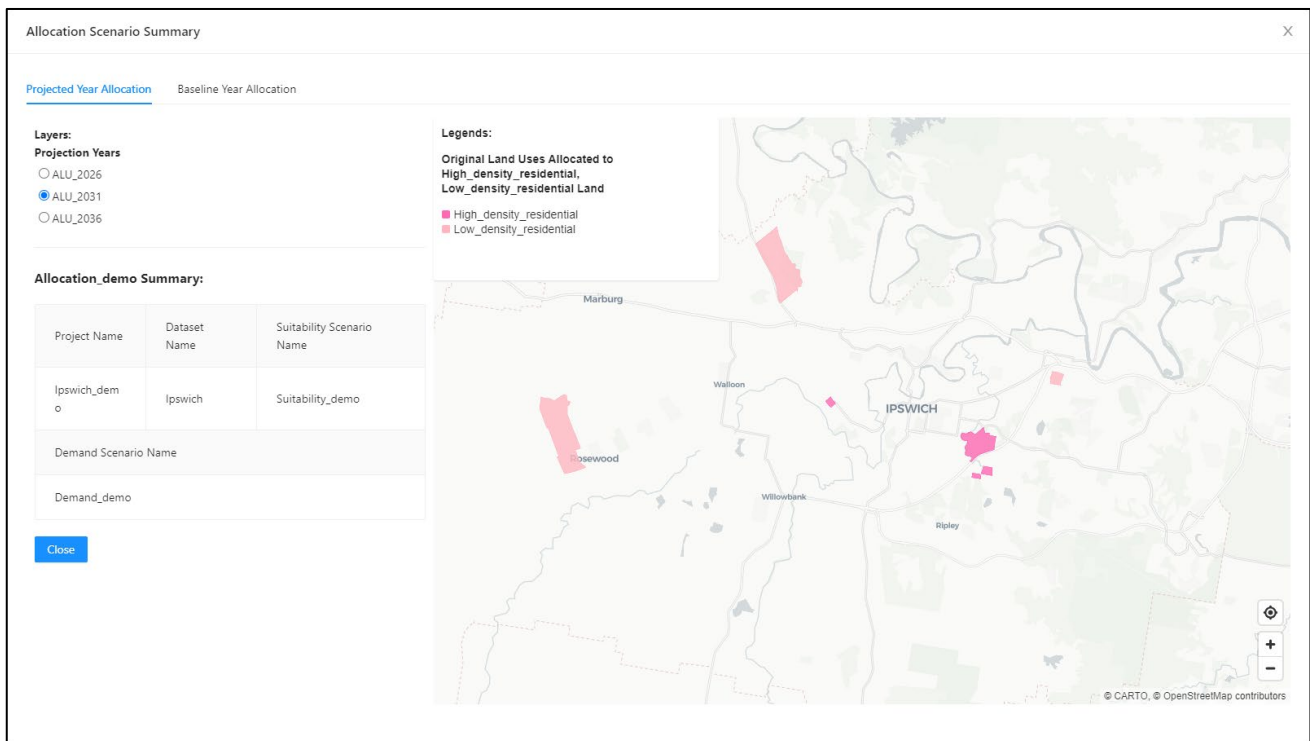 Allocation Scenario Summary
X
Projected Year Allocation
Baseline Year Allocation
Layers:
Projection Years
ALU_2026
ALU_2031
ALU_2036
Allocation_demo Summary:
Project Name
Dataset
Name
Suitability Scenario
Name
Ipswich_dem
o
Ipswich
Suitability_demo
Demand Scenario Name
Demand_demo
Close
Legends:
Original Land Uses Allocated to
High_density_residential,
Low_density_residential Land
High_density_residential
Low_density_residential
Marburg
Walloon
IPSWICH
Rosewood
Willowbank
Ripley
+
−
© CARTO, © OpenStreetMap contributors